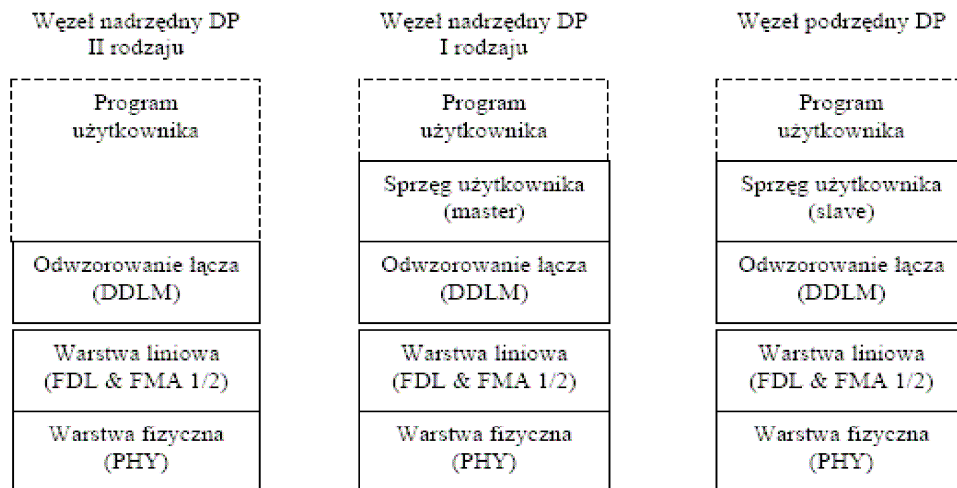 Węzeł nadrzędny DP
II rodzaju
Program
użytkownika
Odwzorowanie łącza
(DDLM)
Warstwa liniowa
(FDL & FMA 1/2)
Warstwa fizyczna
(PHY)
Węzeł nadrzędny DP
I rodzaju
Program
użytkownika
Sprzęg użytkownika
(master)
Odwzorowanie łącza
(DDLM)
Warstwa liniowa
(FDL & FMA 1/2)
Warstwa fizyczna
(PHY)
Węzeł podrzędny DP
Program
użytkownika
Sprzęg użytkownika
(slave)
Odwzorowanie łącza
(DDLM)
Warstwa liniowa
(FDL & FMA 1/2)
Warstwa fizyczna
(PHY)